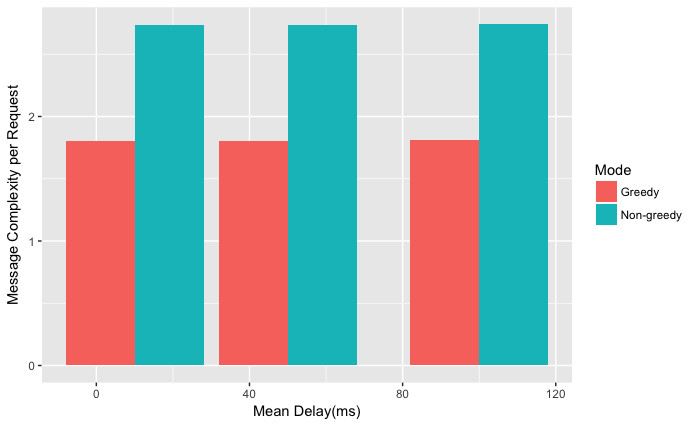 Message Complexity per Request
2
1
0
0
40
80
120
Mean Delay(ms)
Mode
Greedy
Non-greedy